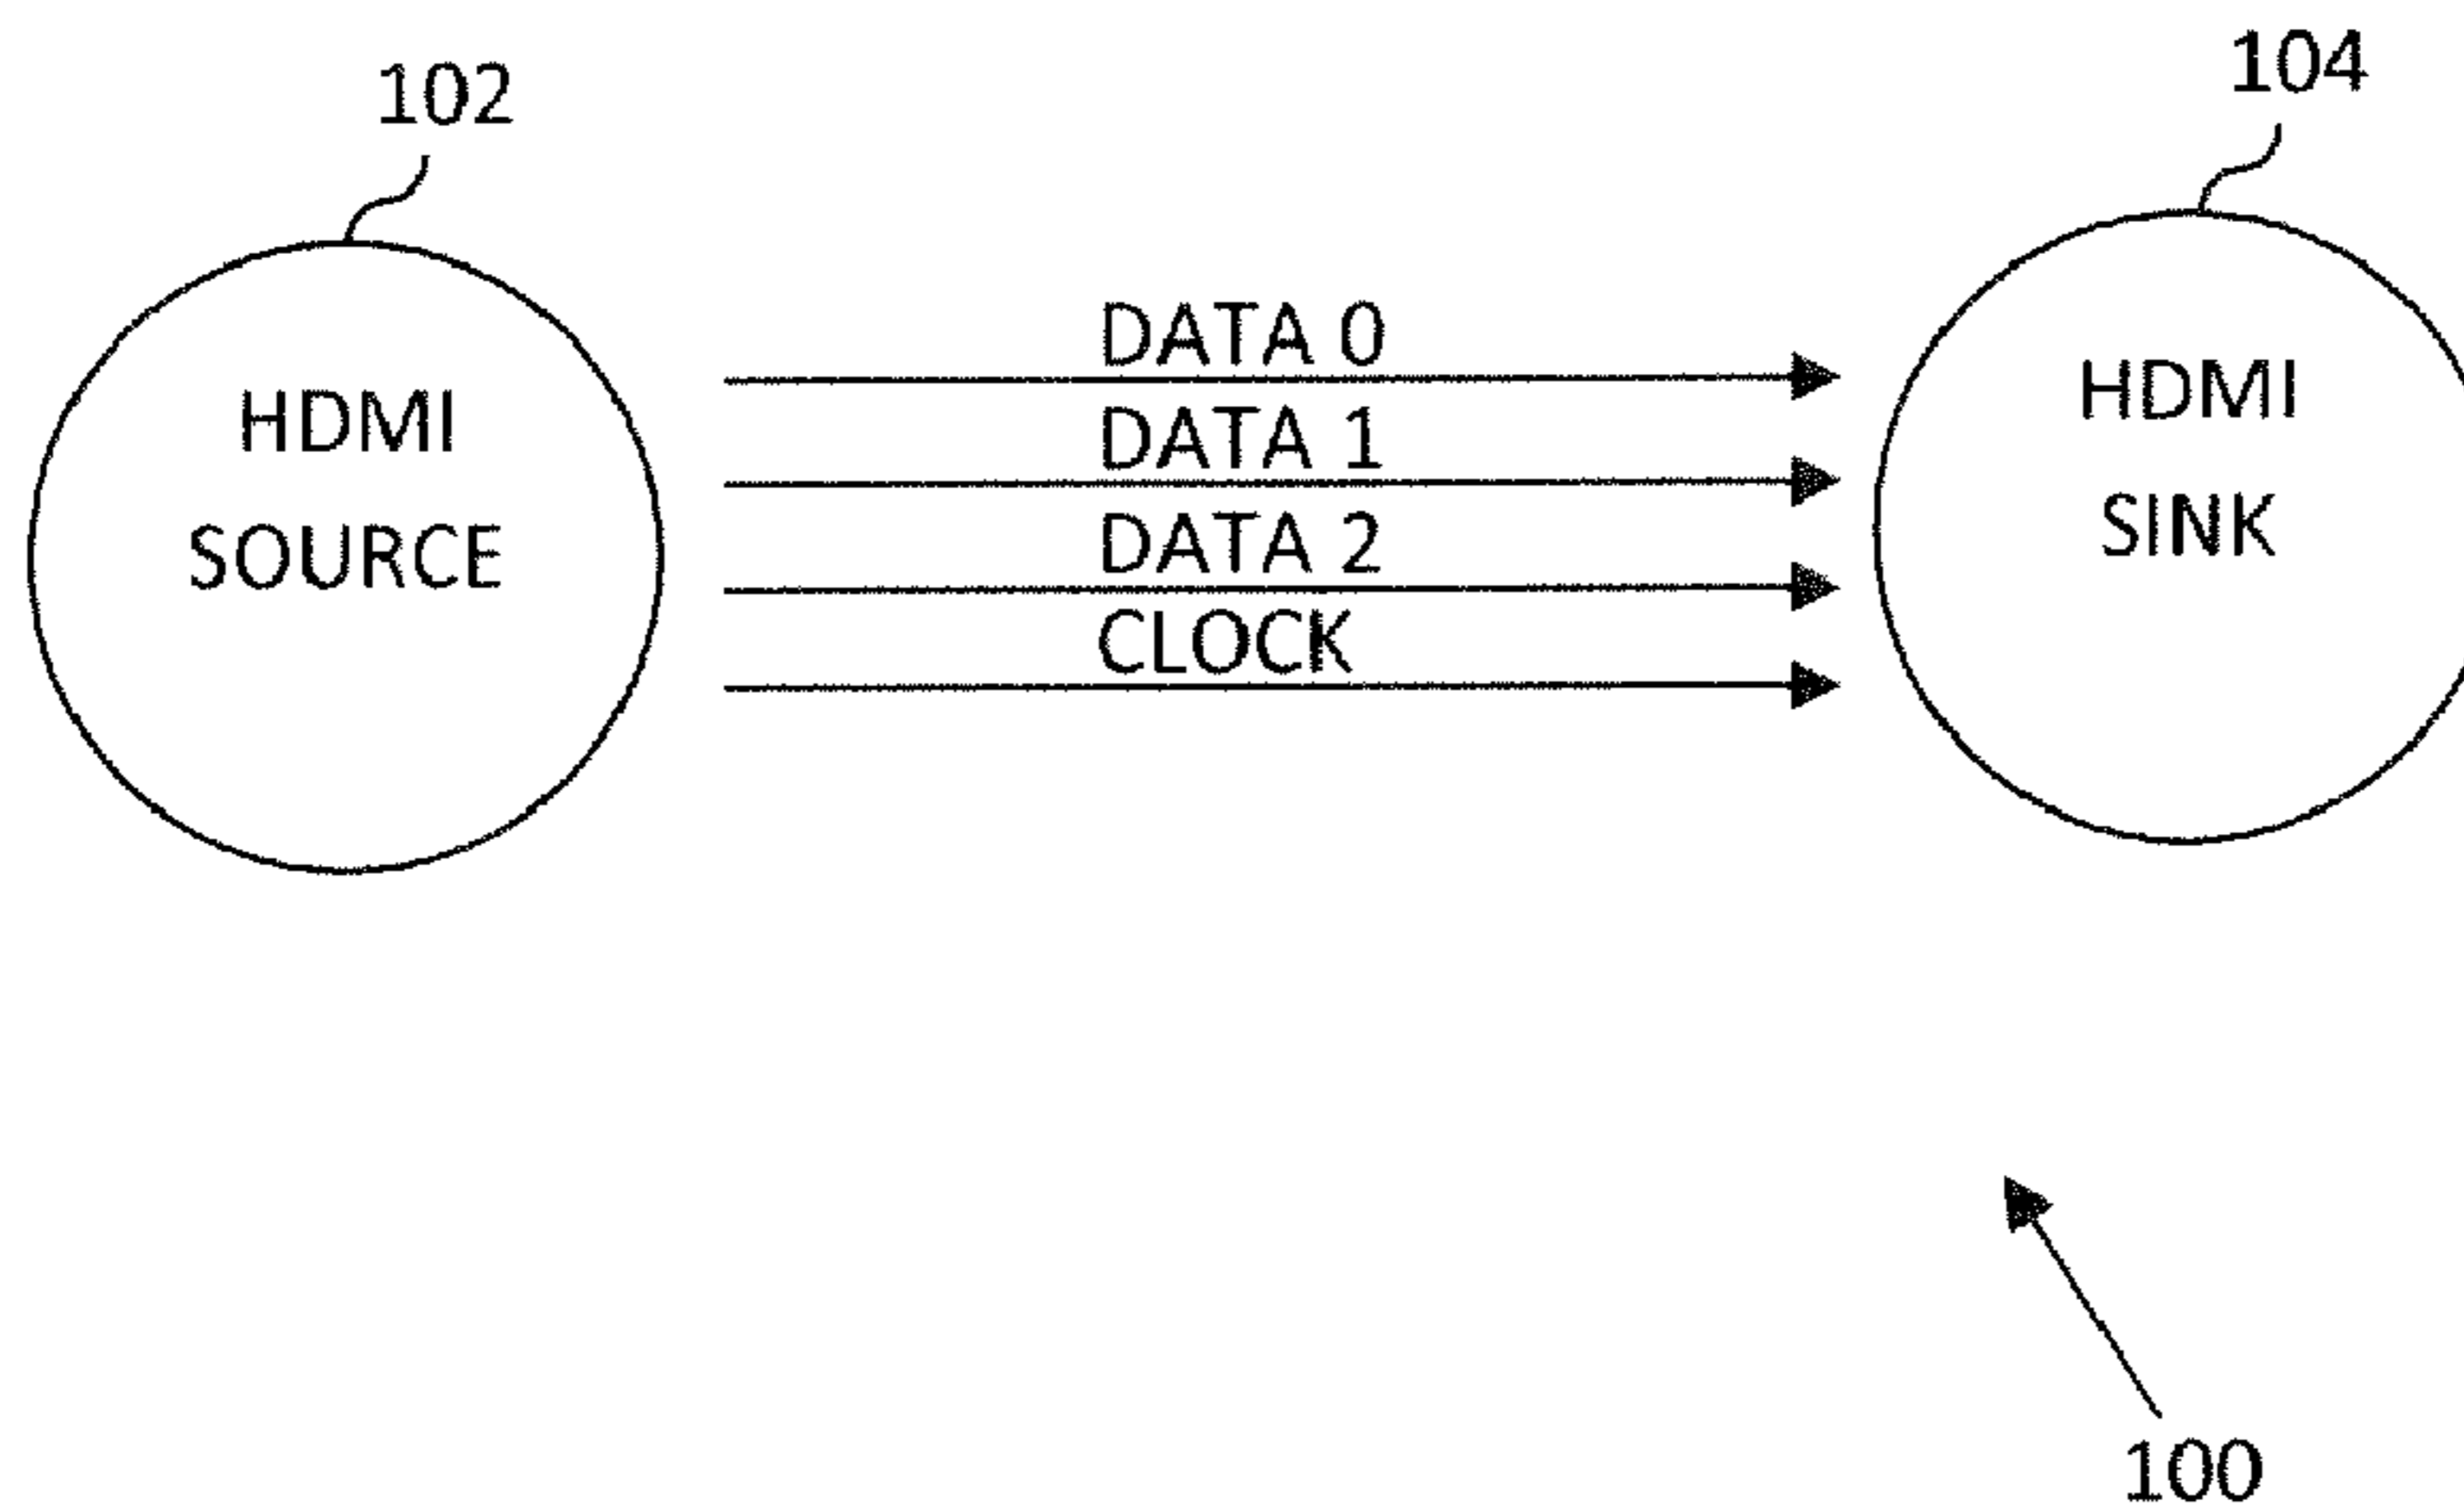 102
104
HDMI
SOURCE
DATA 0
DATA 1
DATA 2
CLOCK
HDMI
SINK
100